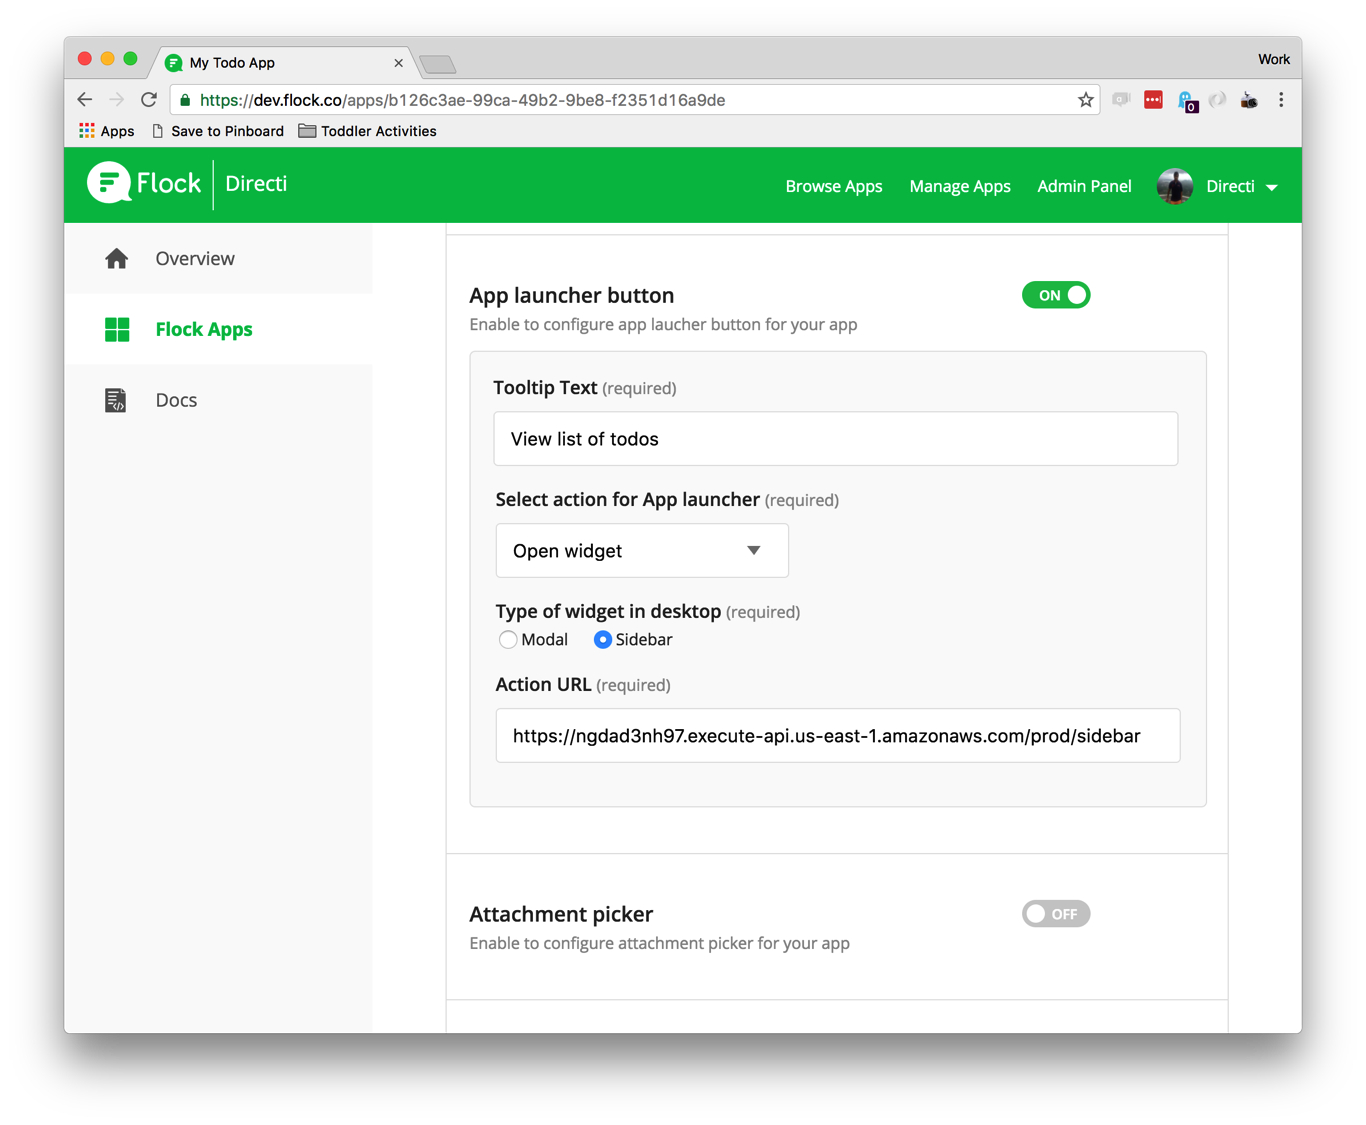 My Todo App
Work
https://dev.flock.co/apps/b126c3ae-99ca-49b2-9be8-f2351d16a9de
0
Apps Save to Pinboard Toddler Activities
Flock Directi
Browse Apps Manage Apps Admin Panel Directi
Overview
Flock Apps
Docs
App launcher button
ON
Enable to configure app laucher button for your app
Tooltip Text (required)
View list of todos
Select action for App launcher (required)
Open widget
Type of widget in desktop (required)
Modal Sidebar
Action URL (required)
https://ngdad3nh97.execute-api.us-east-1.amazonaws.com/prod/sidebar
Attachment picker
OFF
Enable to configure attachment picker for your app